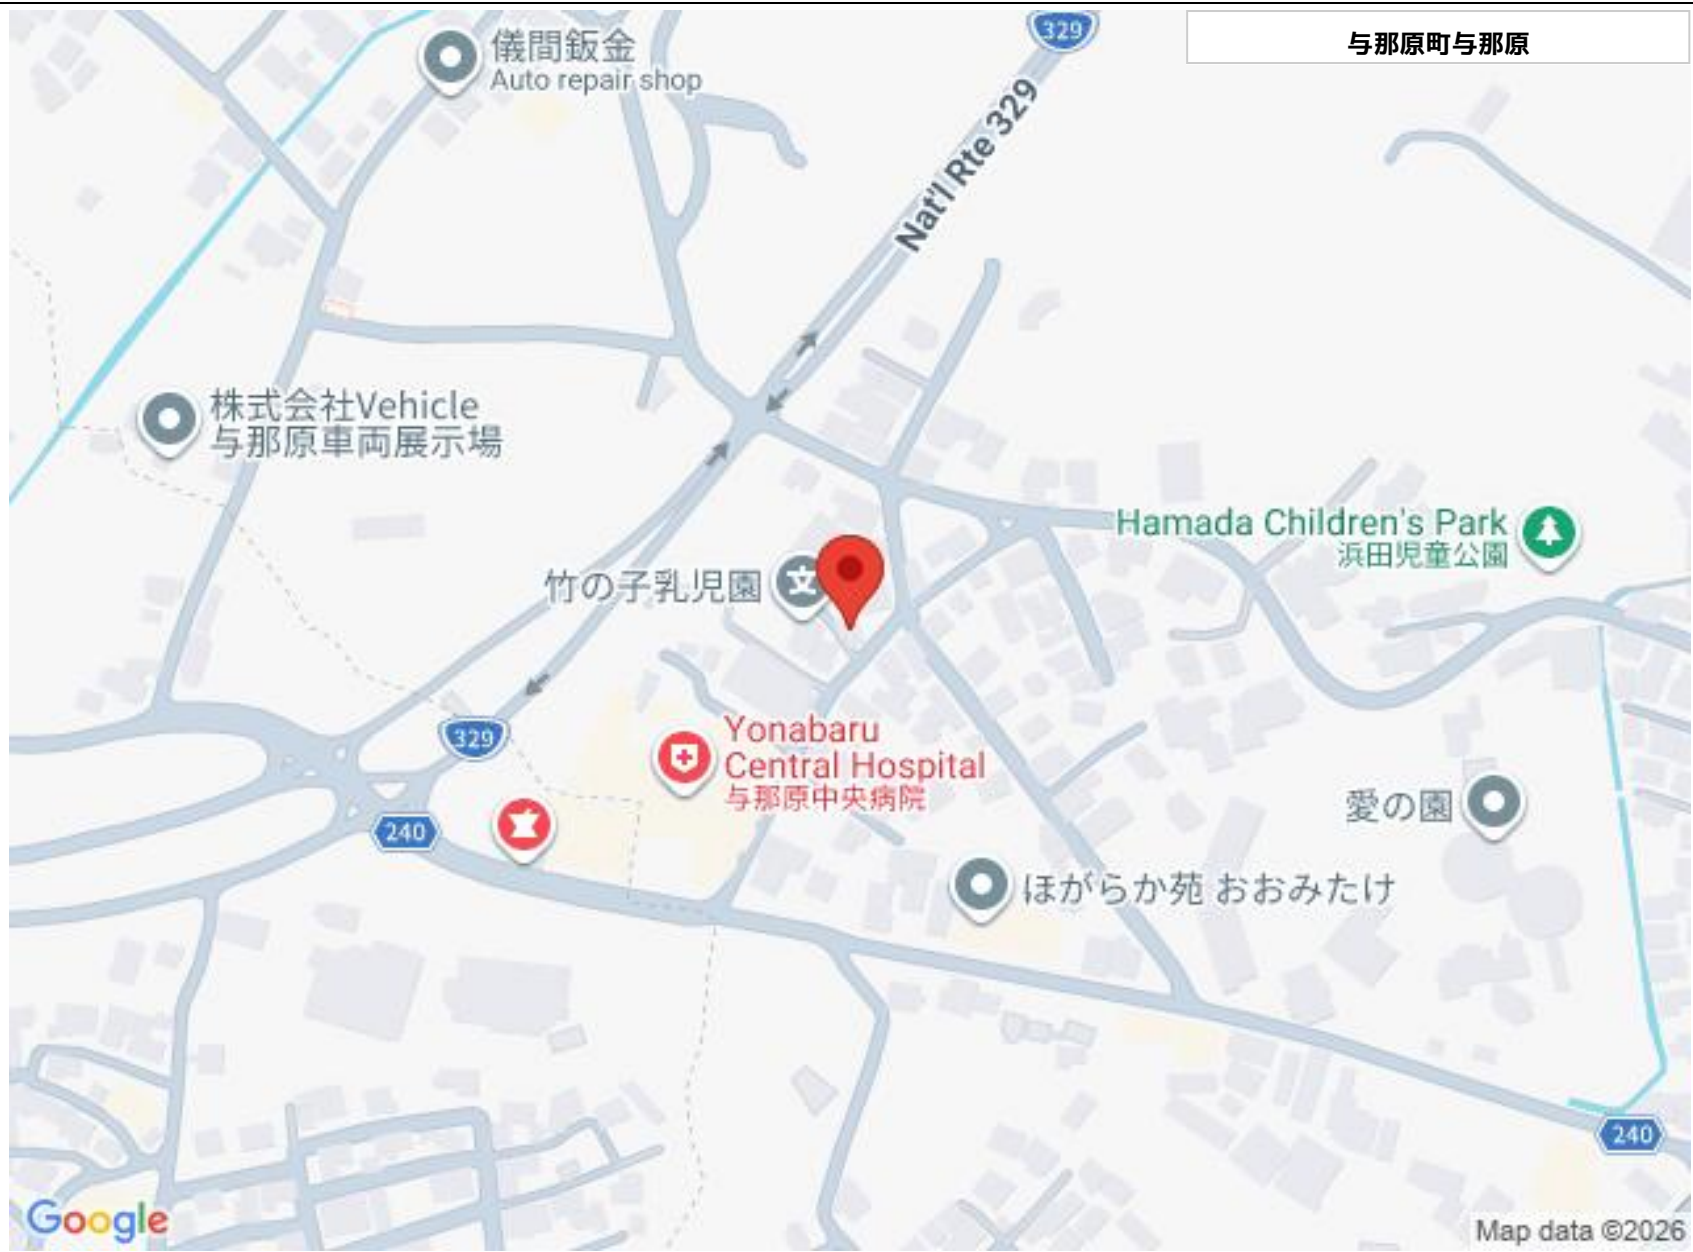 与那原町与那原
329
儀間鈑金
Auto repair shop
Nat'l Rte 329
株式会社Vehicle
与那原車両展示場
Hamada Children's Park
浜田児童公園
竹の子乳児園
文
329
Yonabaru
Central Hospital
与那原中央病院
240
愛の園
ほがらか苑 おおみたけ
240
Google
Map data ©2026